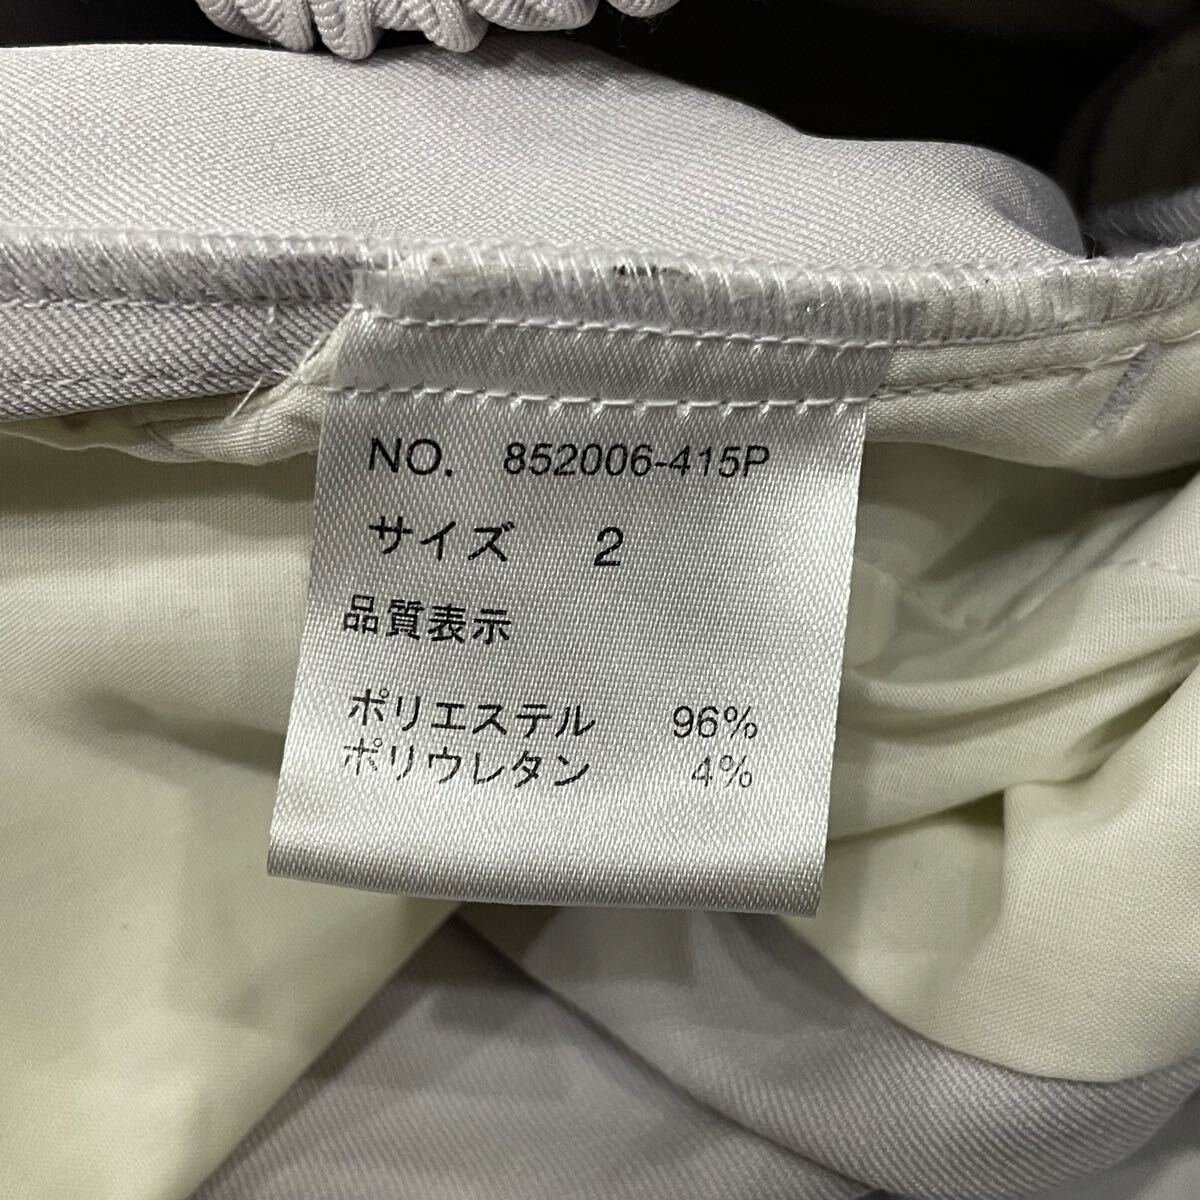 NO. 852006-415P
サイズ 2
品質表示
ポリエステル 96%
ポリウレタン 4%